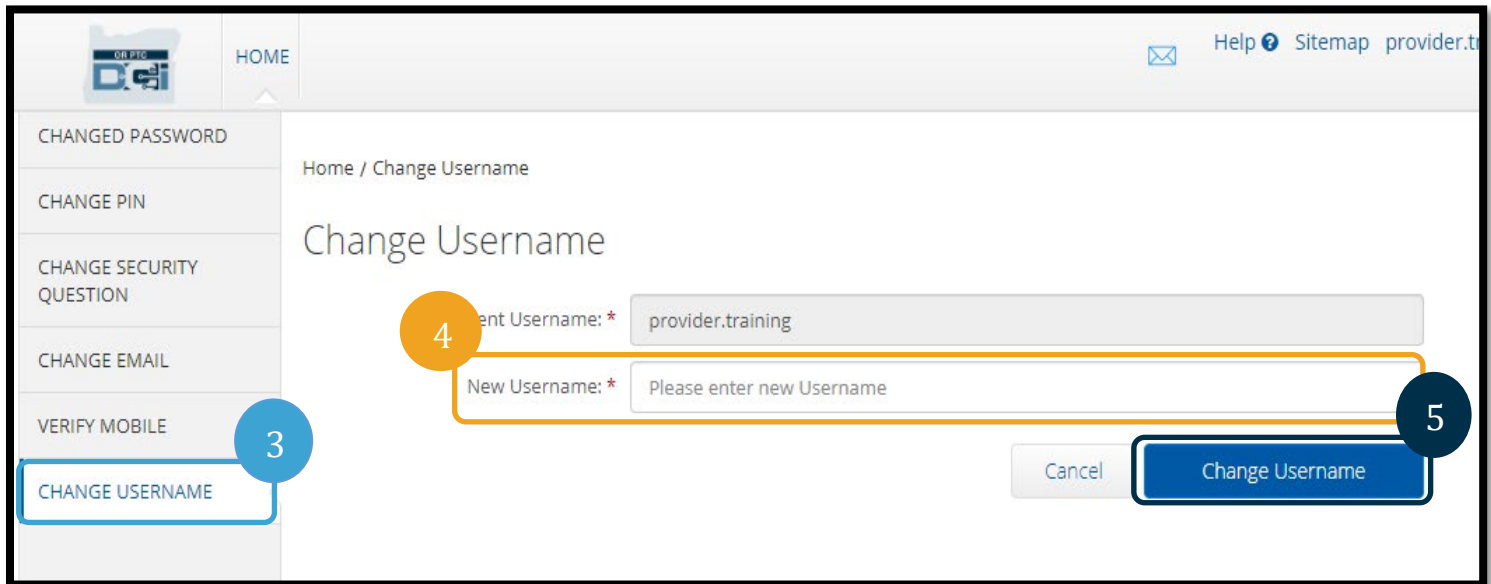 OR PTC
DCi
HOME
Help ? Sitemap provider.t
CHANGED PASSWORD
CHANGE PIN
CHANGE SECURITY
QUESTION
CHANGE EMAIL
VERIFY MOBILE
3
CHANGE USERNAME
Home / Change Username
Change Username
4
ent Username: * provider.training
New Username: * Please enter new Username
5
Cancel Change Username